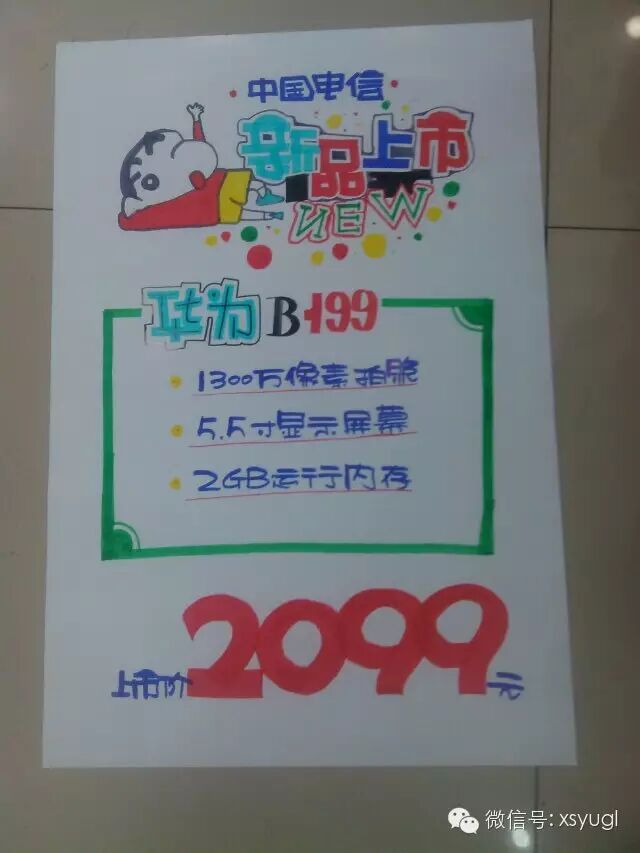 中国电信
新品上市
NEW
华为B199
1300万像素拍脆
5.5寸显示屏幕
2GB运行内存
上市价2099元
微信号: xsyugl